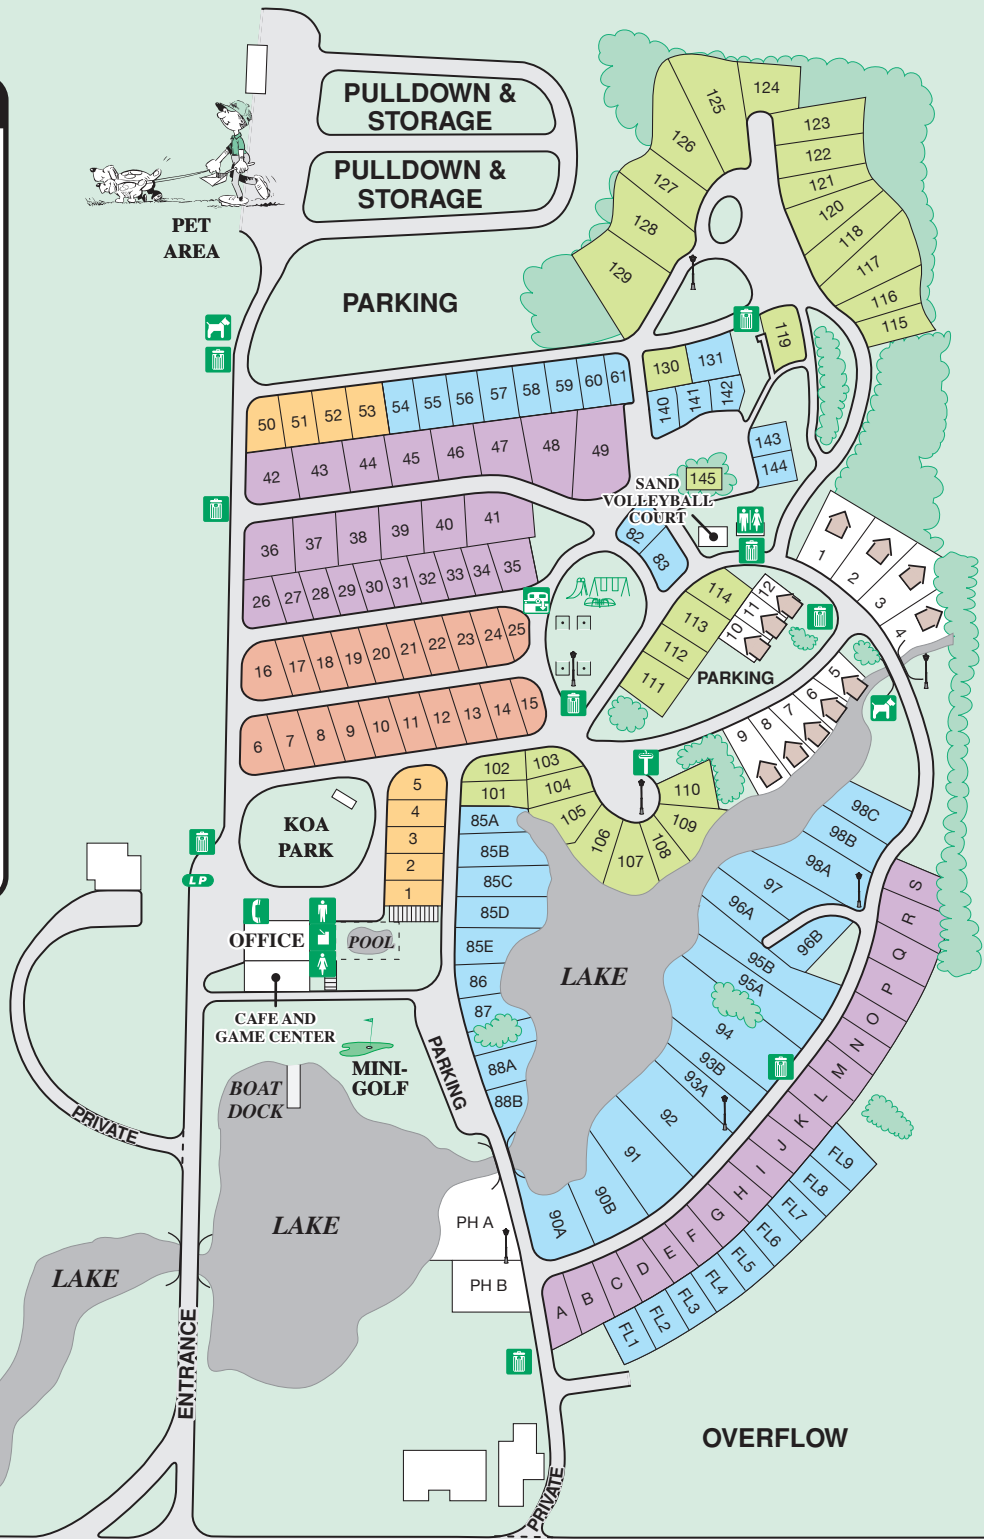 PULLDOWN &
STORAGE
PULLDOWN &
STORAGE
PET
AREA
PARKING
124
125
126
127
128
129
123
122
121
120
118
117
116
115
119
130
131
140
141
142
143
144
145
50 51 52 53 54 55 56 57 58 59 60 61
42 43 44 45 46 47 48 49
SAND
VOLLEYBALL
COURT
82
83
36 37 38 39 40 41
26 27 28 29 30 31 32 33 34 35
16 17 18 19 20 21 22 23 24 25
6 7 8 9 10 11 12 13 14 15
1
2
3
4
114
113
112
111
10 11 12
PARKING
9 8 7 6 5
5
4
3
2
1
KOA
PARK
LP
OFFICE
POOL
CAFE AND
GAME CENTER
MINI-
GOLF
PARKING
102
101
103
104
105
106
107
108
109
110
85A
85B
85C
85D
85E
86
87
88A
88B
LAKE
98C
98B
98A
97
96A
96B
95B
95A
94
93B
93A
92
91
90B
90A
S
R
Q
P
O
N
M
L
K
J
I
H
G
F
E
D
C
B
A
FL9
FL8
FL7
FL6
FL5
FL4
FL3
FL2
FL1
BOAT
DOCK
PRIVATE
LAKE
LAKE
PH A
PH B
ENTRANCE
OVERFLOW
PRIVATE